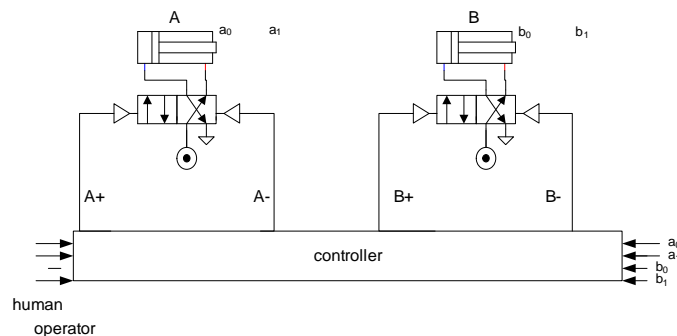 A
a₀ a₁
B
b₀ b₁
A+ A- B+ B-
controller
a₀
b₀
b₁
human
operator